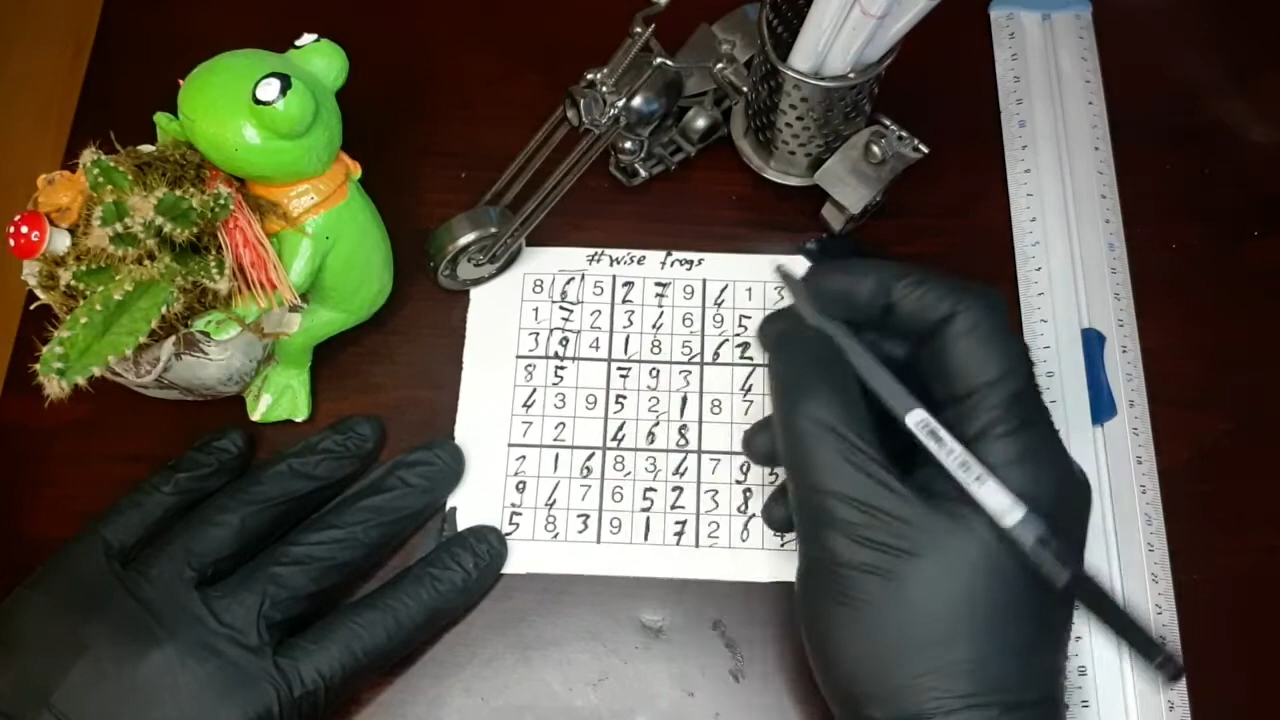 #wise frogs
8 6 5 2 7 9 4 1 3
1 7 2 3 4 6 9 5
3 9 4 1 8 5 6 2
8 5 7 9 3 4
4 3 9 5 2 1 8 7
7 2 4 6 8
2 1 6 8 3 4 7 9 5
9 4 7 6 5 2 3 8
5 8 3 9 1 7 2 6 4